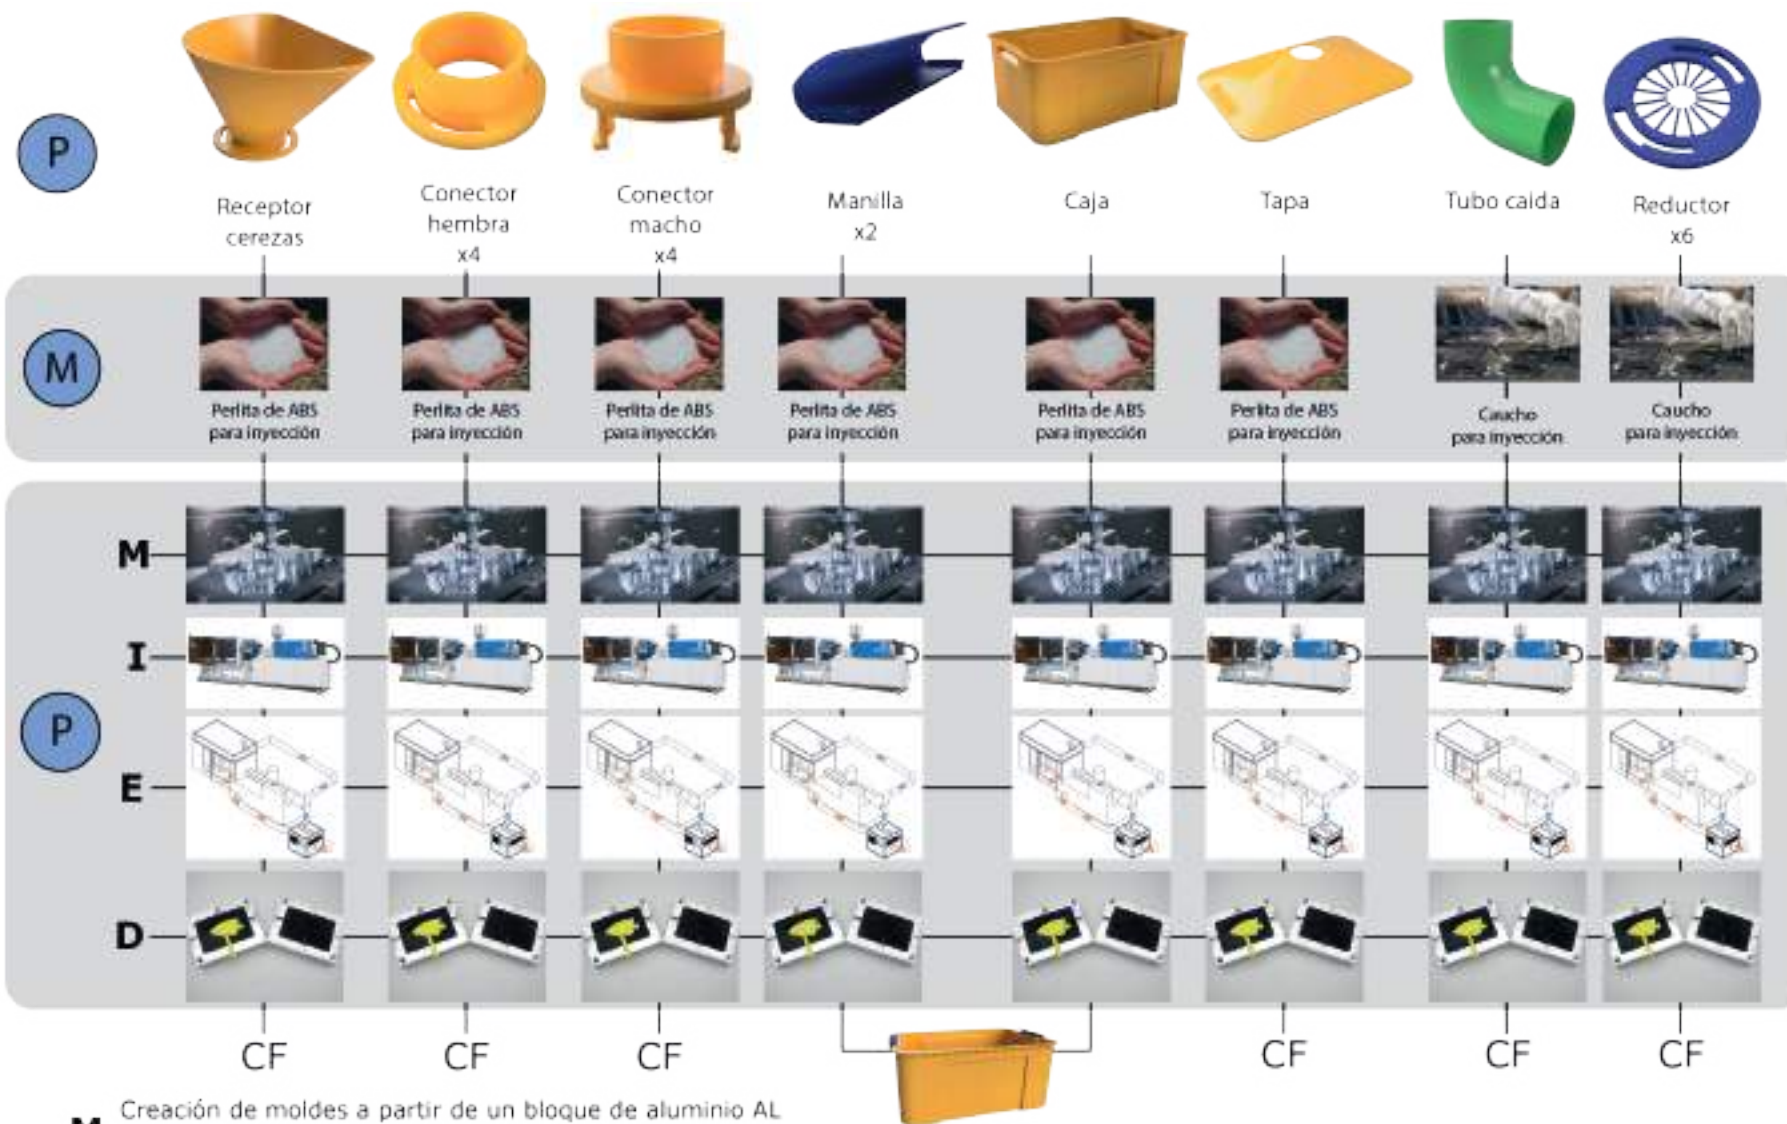 P
Receptor
cerezas
Conector
hembra
x4
Conector
macho
x4
Manilla
x2
Caja
Tapa
Tubo caida
Reductor
x6
M
Perlita de ABS
para inyección
Perlita de ABS
para inyección
Perlita de ABS
para inyección
Perlita de ABS
para inyección
Perlita de ABS
para inyección
Perlita de ABS
para inyección
Caucho
para inyección
Caucho
para inyección
P
M
I
E
D
CF
CF
CF
CF
CF
CF
M
Creación de moldes a partir de un bloque de aluminio AL